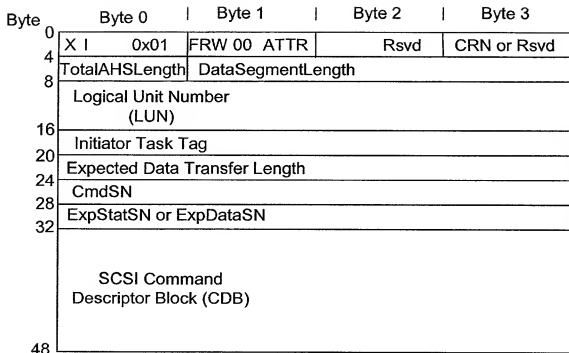 Byte Byte 0 | Byte 1 | Byte 2 | Byte 3
0
X I 0x01 FRW 00 ATTR Rsvd CRN or Rsvd
4
TotalAHSLength DataSegmentLength
8
Logical Unit Number
(LUN)
16
Initiator Task Tag
20
Expected Data Transfer Length
24
CmdSN
28
ExpStatSN or ExpDataSN
32
SCSI Command
Descriptor Block (CDB)
48